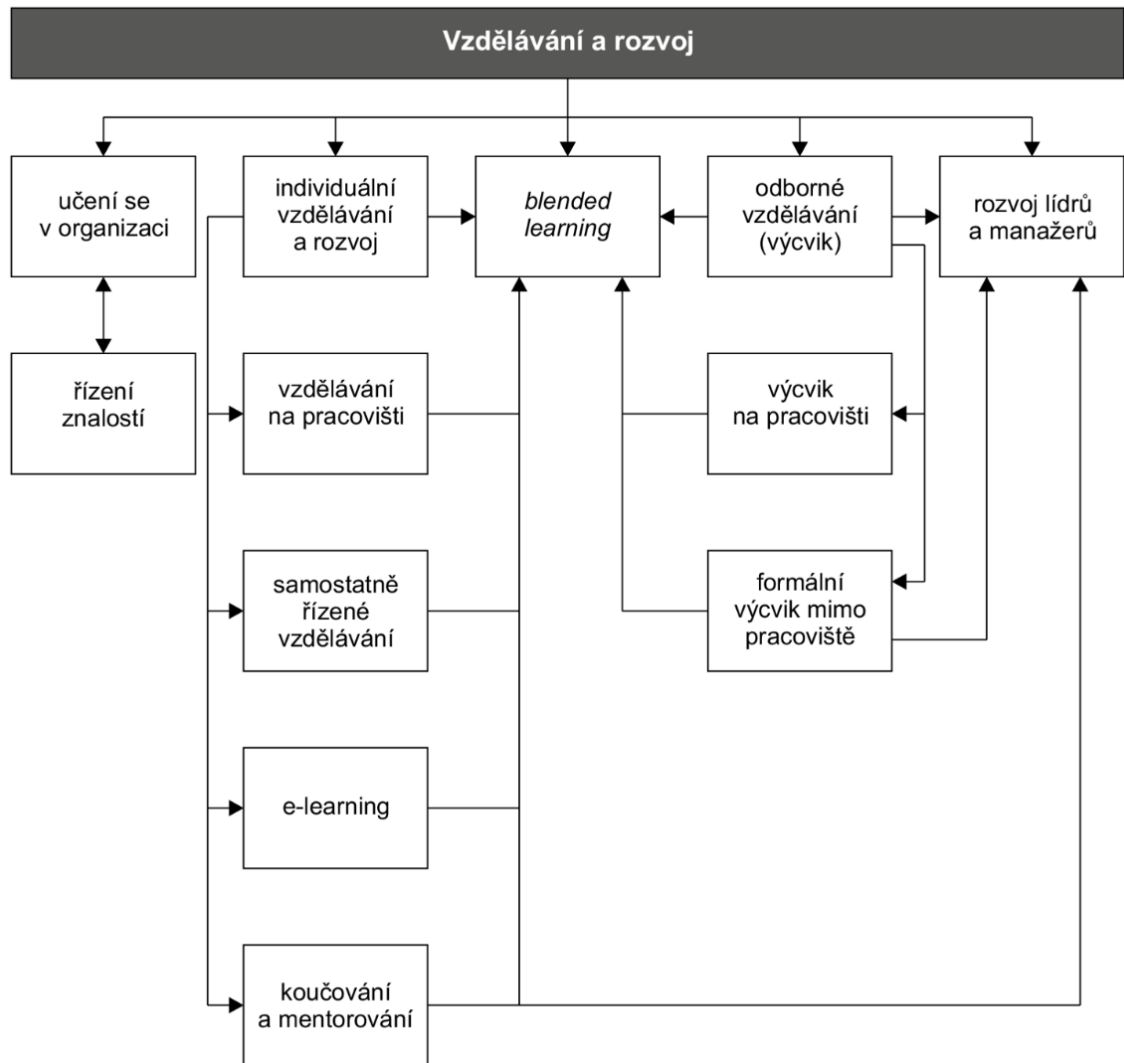 Vzdělávání a rozvoj
učení se
v organizaci
individuální
vzdělávání
a rozvoj
blended
learning
odborné
vzdělávání
(výcvik)
rozvoj lídrů
a manažerů
řízení
znalostí
vzdělávání
na pracovišti
výcvik
na pracovišti
samostatně
řízené
vzdělávání
formální
výcvik mimo
pracoviště
e-learning
koučování
a mentorování